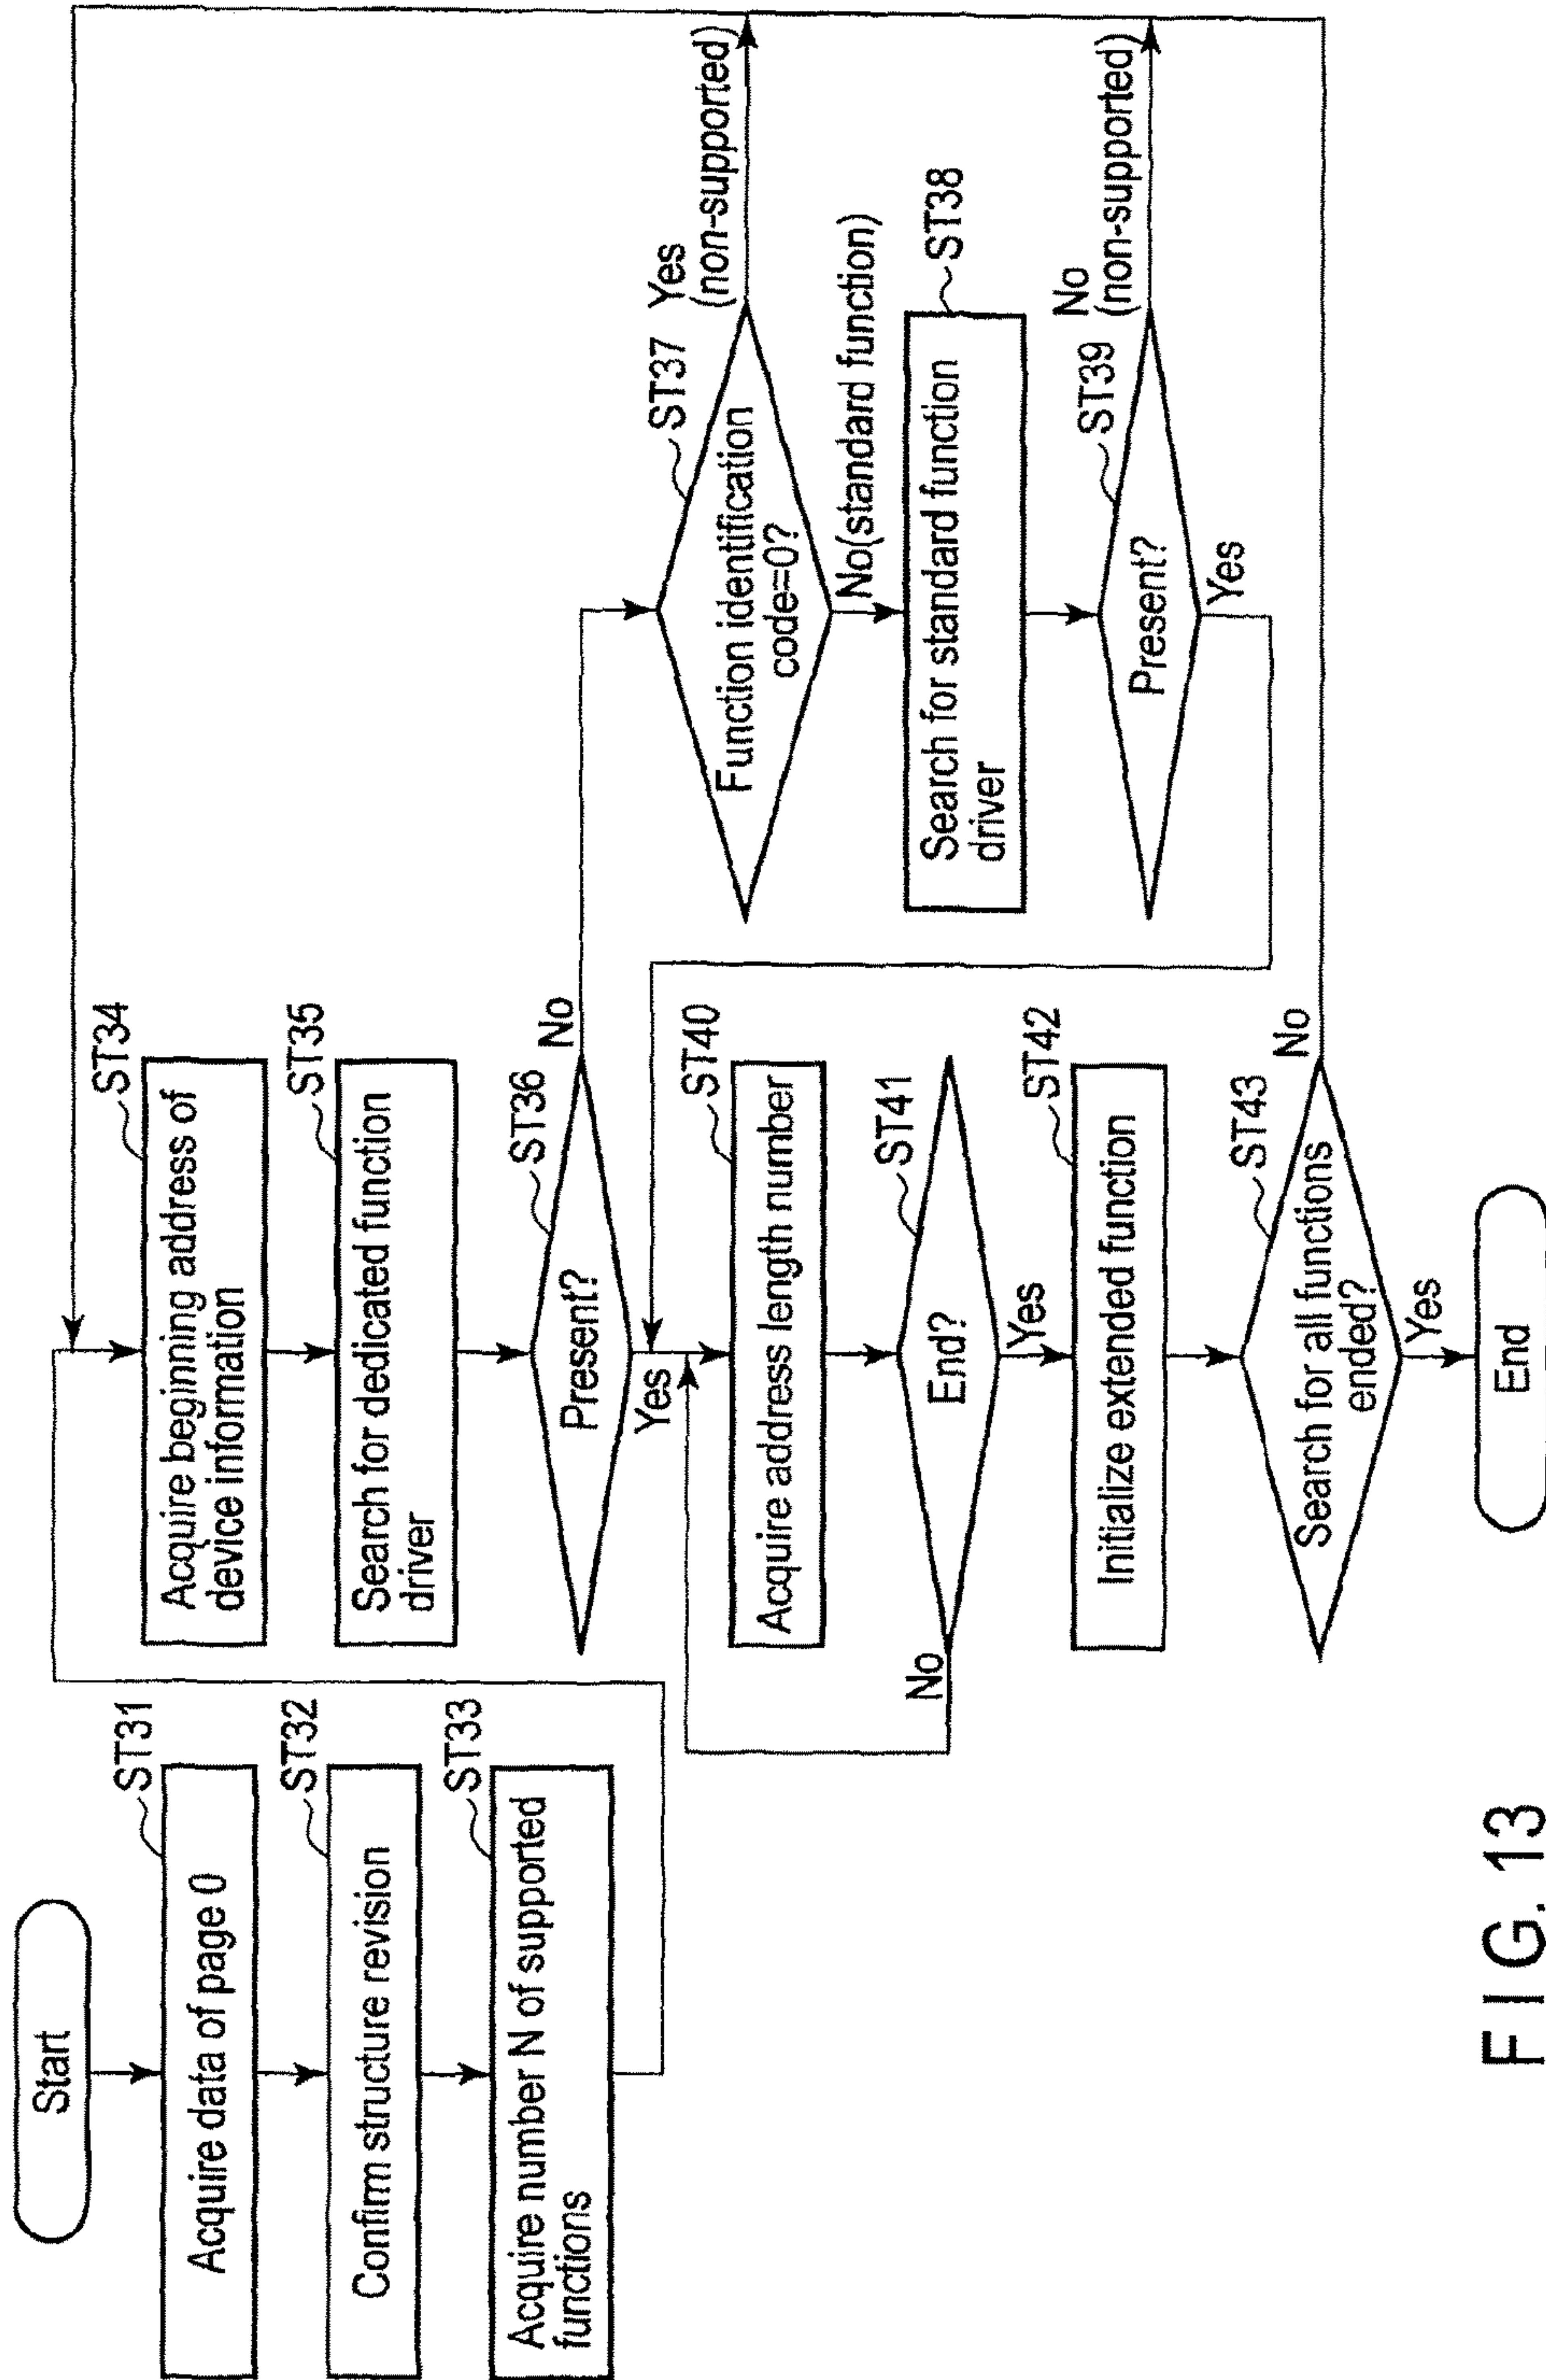 Start
Acquire data of page 0
ST31
Confirm structure revision
ST32
Acquire number N of supported
functions
ST33
Acquire beginning address of
device information
ST34
Search for dedicated function
driver
ST35
Present?
ST36
No
Yes
Function identification
code=0?
ST37
Yes
(non-supported)
No(standard function)
Search for standard function
driver
ST38
Present?
ST39
No
(non-supported)
Yes
Acquire address length number
ST40
End?
ST41
No
Yes
Initialize extended function
ST42
Search for all functions
ended?
ST43
No
Yes
End
FIG. 13